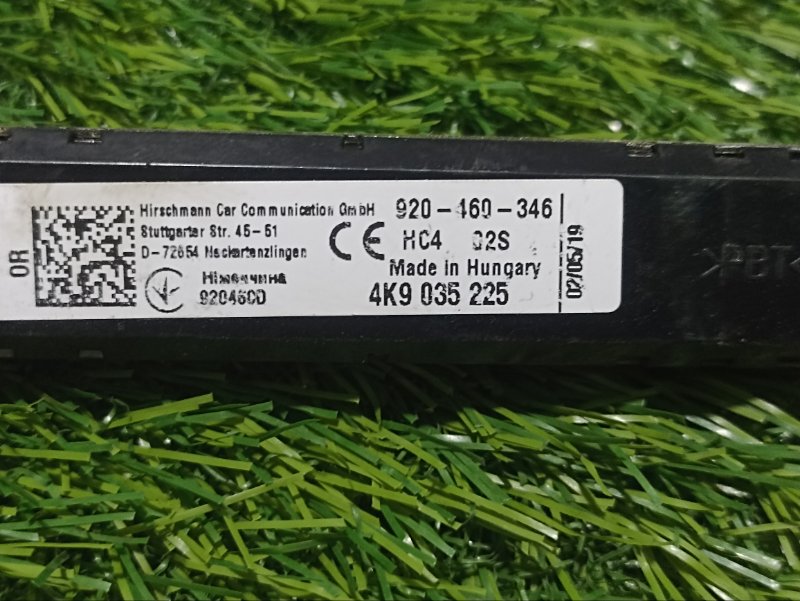 OR
Hirschmann Car Communication GmbH
Stuttgarter Str. 45-51
D-72654 Neckartenzlingen
Німеччина
920460D
CE
920-460-346
HC4 02S
Made in Hungary
4K9 035 225
02/05/19
>PBT<